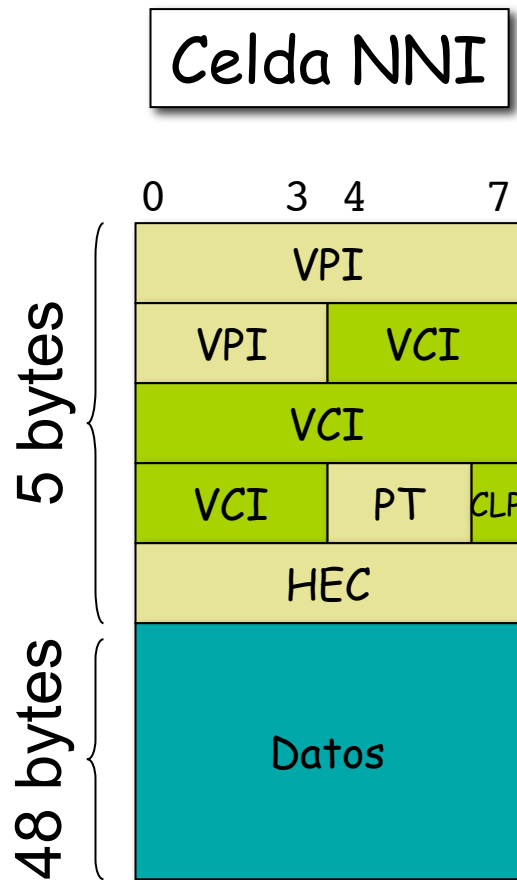 Celda NNI
0 3 4 7
VPI
VPI VCI
VCI
VCI PT CLP
HEC
5 bytes
Datos
48 bytes